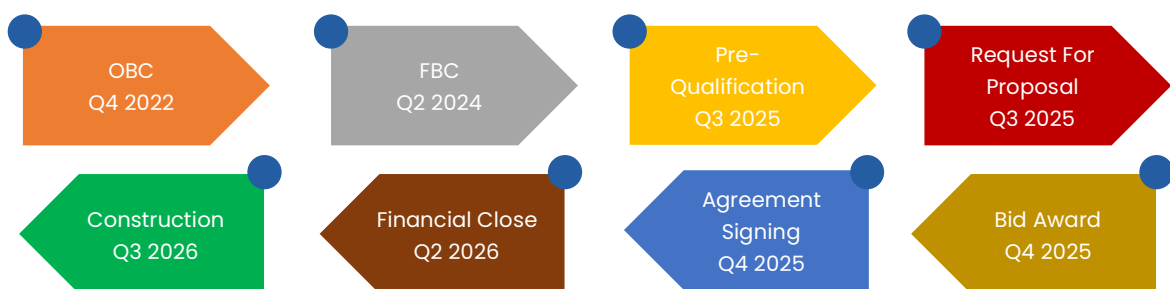 OBC
Q4 2022
FBC
Q2 2024
Pre-
Qualification
Q3 2025
Request For
Proposal
Q3 2025
Construction
Q3 2026
Financial Close
Q2 2026
Agreement
Signing
Q4 2025
Bid Award
Q4 2025